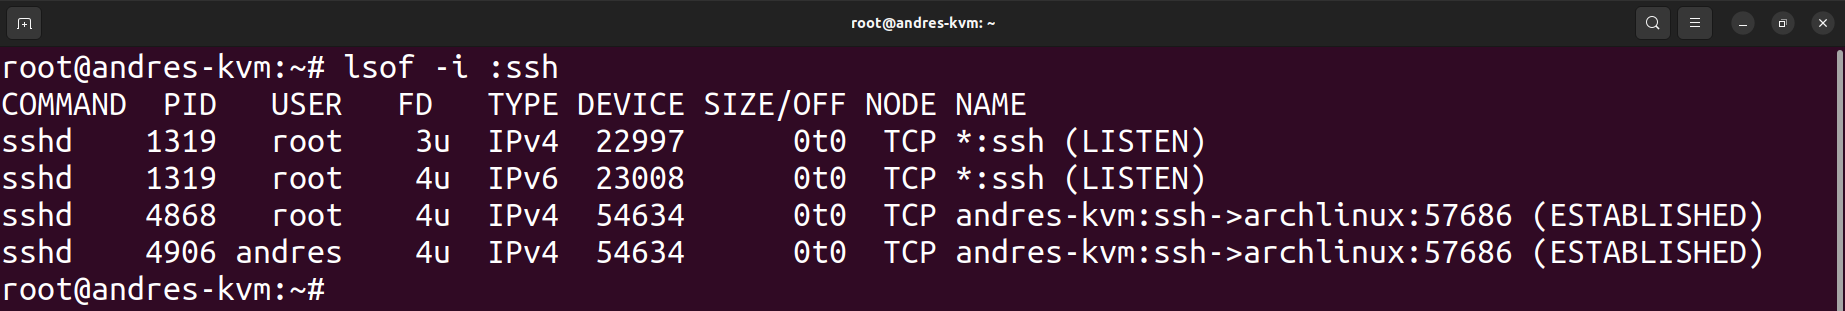 root@andres-kvm: ~
root@andres-kvm:~# lsof -i :ssh
COMMAND  PID   USER   FD   TYPE DEVICE SIZE/OFF NODE NAME
sshd    1319   root    3u  IPv4  22997      0t0  TCP *:ssh (LISTEN)
sshd    1319   root    4u  IPv6  23008      0t0  TCP *:ssh (LISTEN)
sshd    4868   root    4u  IPv4  54634      0t0  TCP andres-kvm:ssh->archlinux:57686 (ESTABLISHED)
sshd    4906 andres    4u  IPv4  54634      0t0  TCP andres-kvm:ssh->archlinux:57686 (ESTABLISHED)
root@andres-kvm:~#